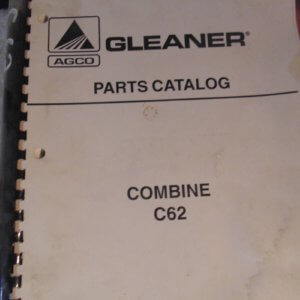 GLEANER®
AGCO
PARTS CATALOG
COMBINE
C62